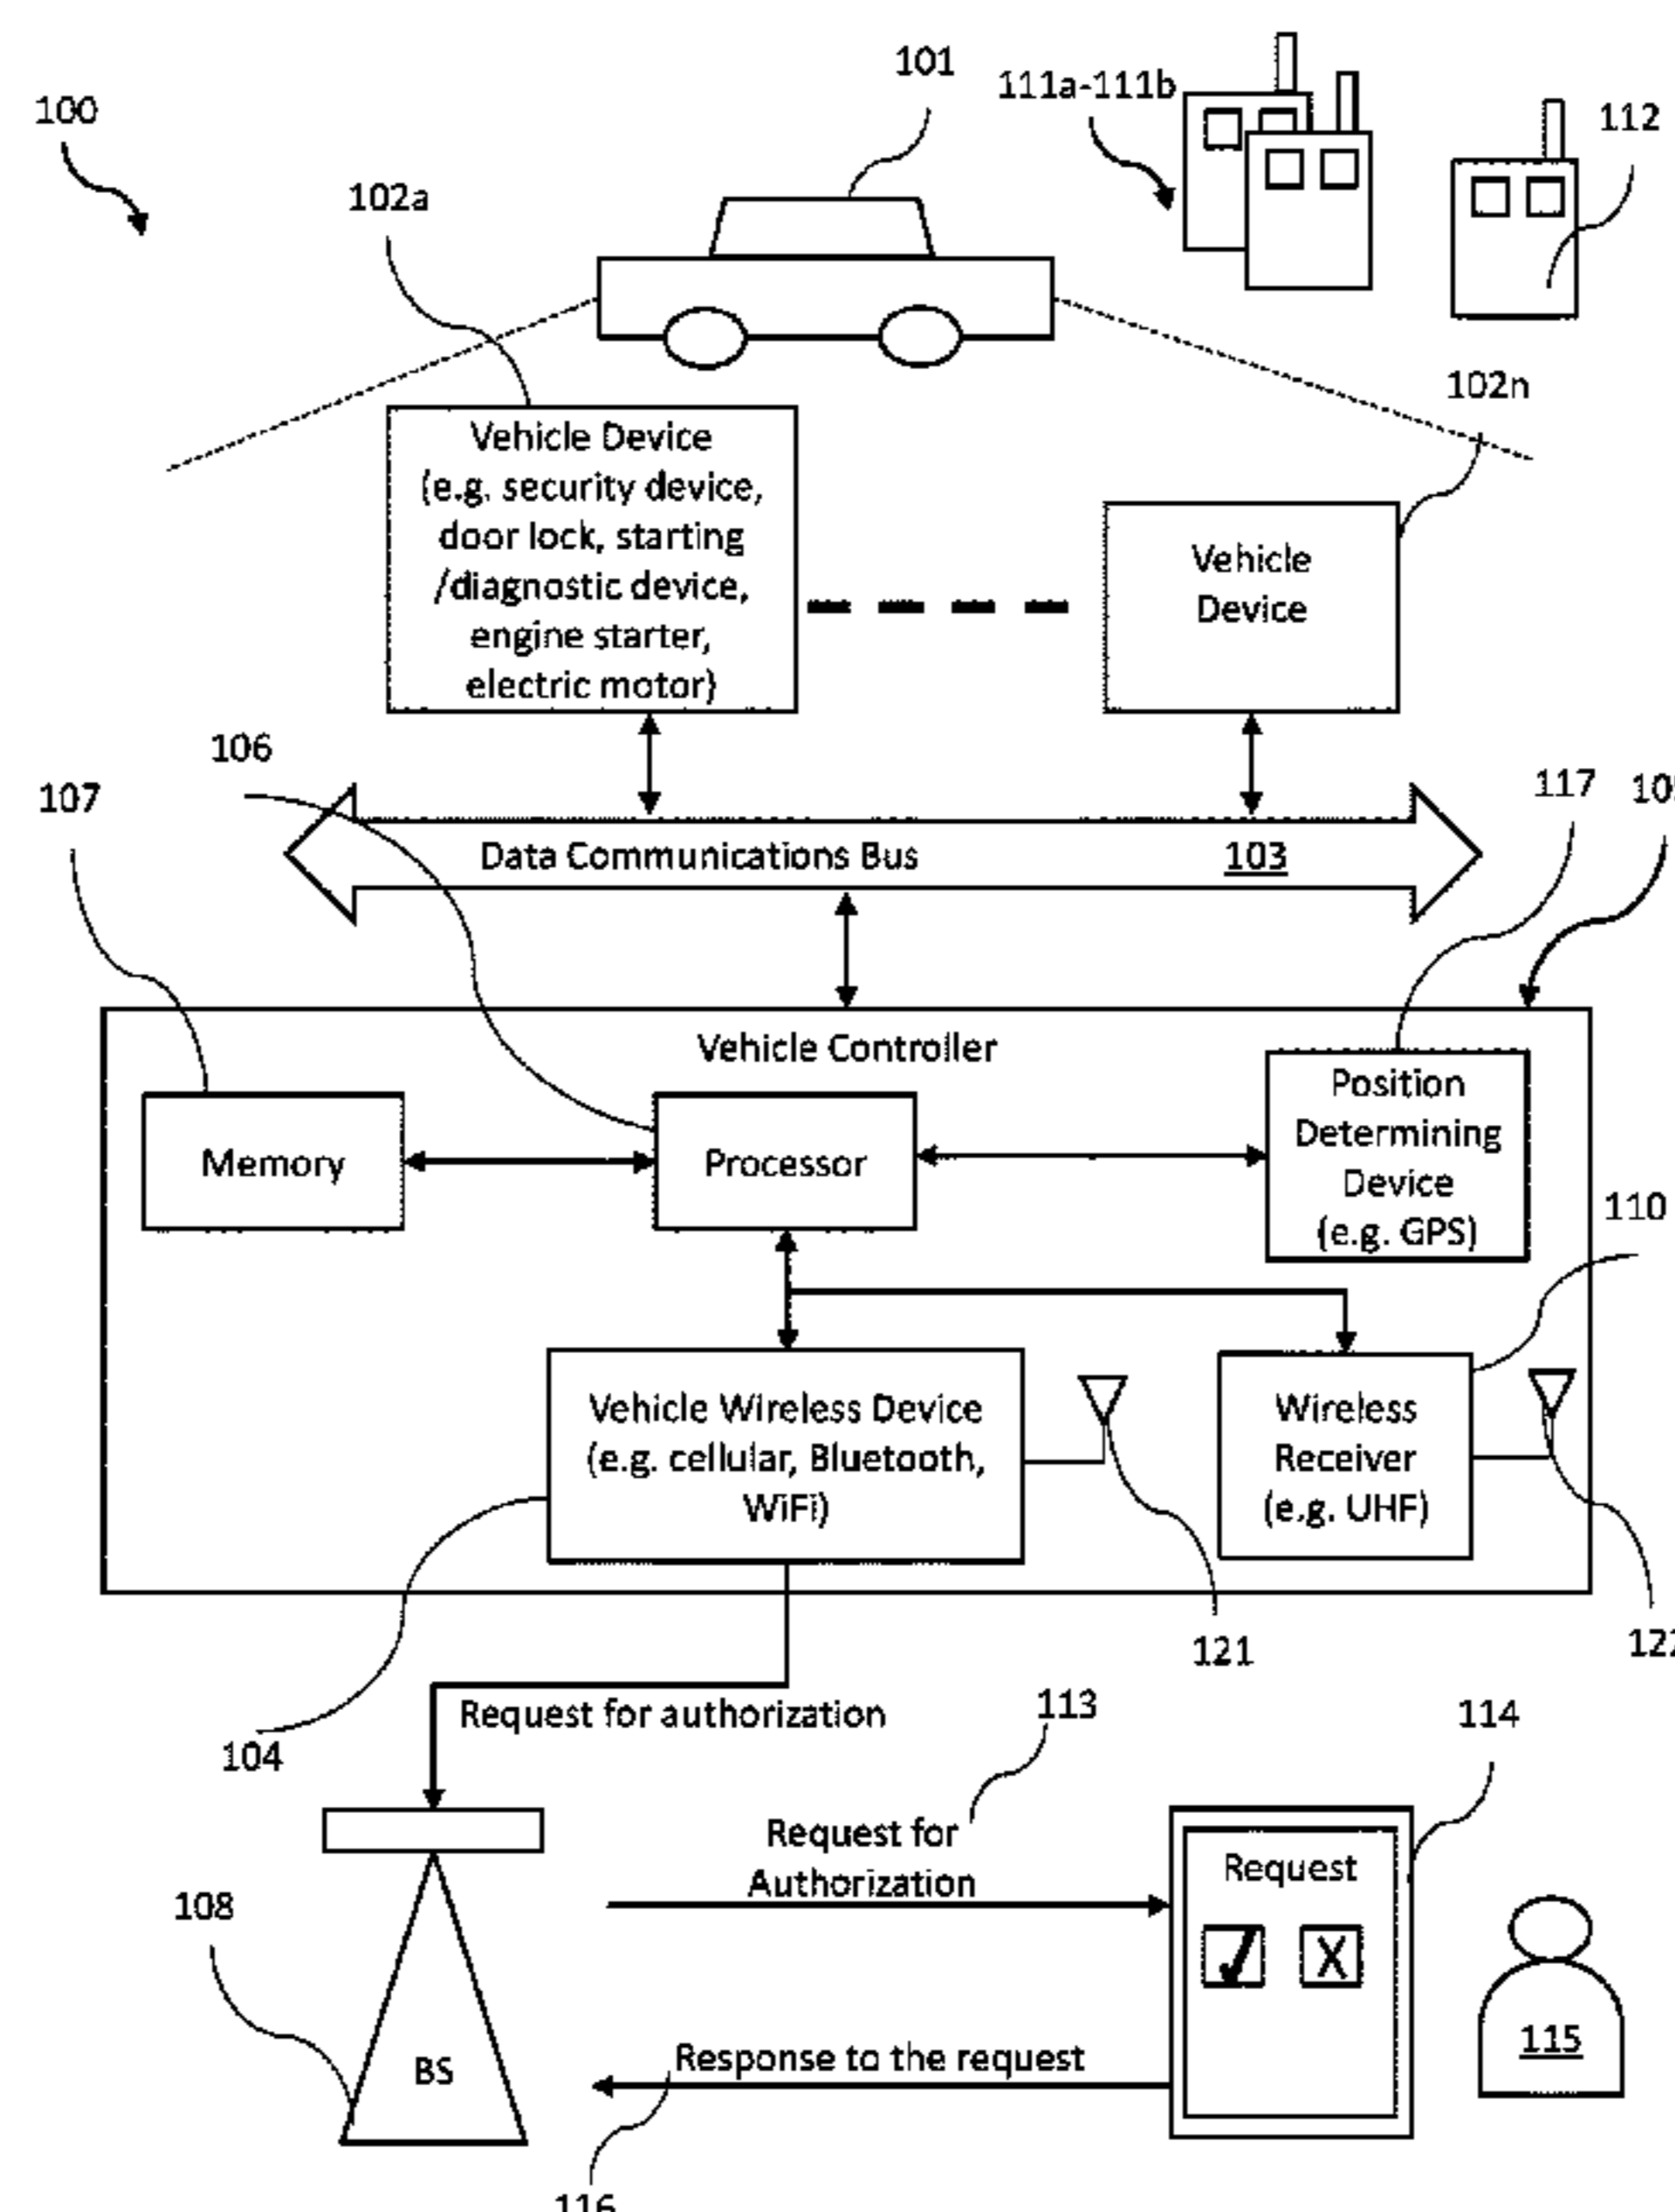 101
111a-111b
100
112
102a
102n
Vehicle Device
(e.g. security device,
door lock, starting
/diagnostic device,
engine starter,
electric motor)
Vehicle
Device
106
107
117
Data Communications Bus
103
Vehicle Controller
Memory
Processor
Position
Determining
Device
(e.g. GPS)
110
Vehicle Wireless Device
(e.g. cellular, Bluetooth,
WiFi)
Wireless
Receiver
(e.g. UHF)
121
Request for authorization
104
113
114
Request for
Authorization
Request
X
108
115
BS
Response to the request
116